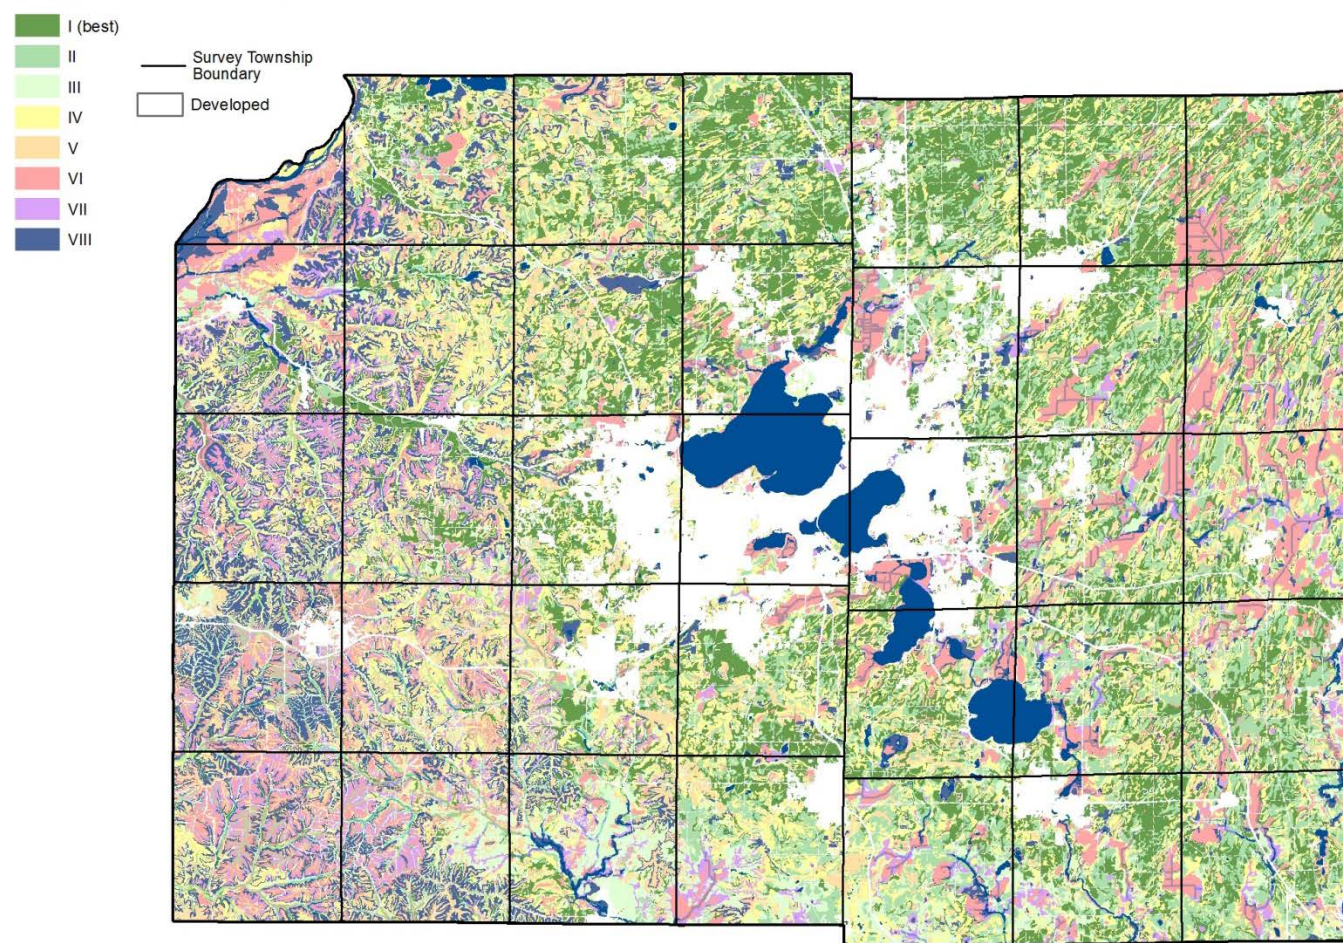 I (best)
II
III
IV
V
VI
VII
VIII
Survey Township
Boundary
Developed